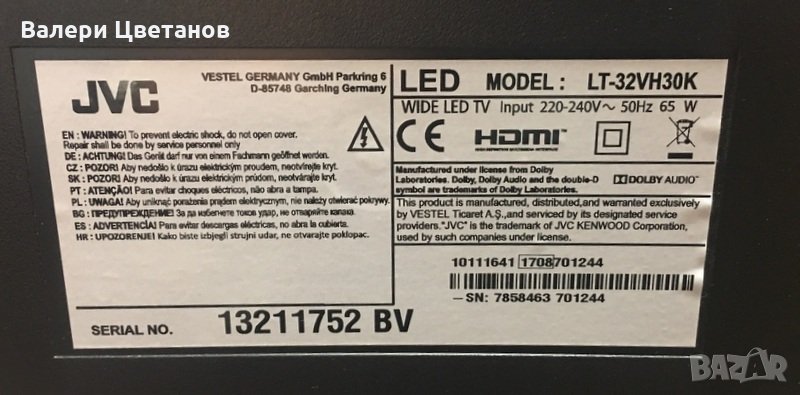 Валери Цветанов
JVC
VESTEL GERMANY GmbH Parkring 6
D-85748 Garching Germany
EN : WARNING! To prevent electric shock, do not open cover.
Repair shall be done by service personnel only
DE : ACHTUNG! Das Gerät darf nur von einem Fachmann geöffnet werden.
CZ : POZOR! Aby nedošlo k úrazu elektrickým proudem, neotvírejte kryt.
SK : POZOR! Aby nedošlo k úrazu elektrickým prúdom, neotvárajte kryt.
PT : ATENÇÃO! Para evitar choques eléctricos, não abra a tampa.
PL : UWAGA! Aby uniknąć porażenia prądem elektrycznym, nie należy otwierać pokrywy.
BG : ПРЕДУПРЕЖДЕНИЕ! За да избегнете токов удар, не отваряйте капака.
ES : ADVERTENCIA! Para evitar descargas eléctricas, no abra la cubierta.
HR : UPOZORENJE! Kako biste izbjegli strujni udar, ne otvarajte poklopac.
SERIAL NO. 13211752 BV
LED MODEL : LT-32VH30K
WIDE LED TV Input 220-240V~ 50Hz 65 W
CE HDMI
HIGH-DEFINITION MULTIMEDIA INTERFACE
Manufactured under license from Dolby
Laboratories. Dolby, Dolby Audio and the double-D
symbol are trademarks of Dolby Laboratories.
DOLBY AUDIO™
This product is manufactured, distributed,and warranted exclusively
by VESTEL Ticaret A.Ş.,and serviced by its designated service
providers."JVC" is the trademark of JVC KENWOOD Corporation,
used by such companies under license.
10111641 1708701244
–SN: 7858463 701244
BAZAR